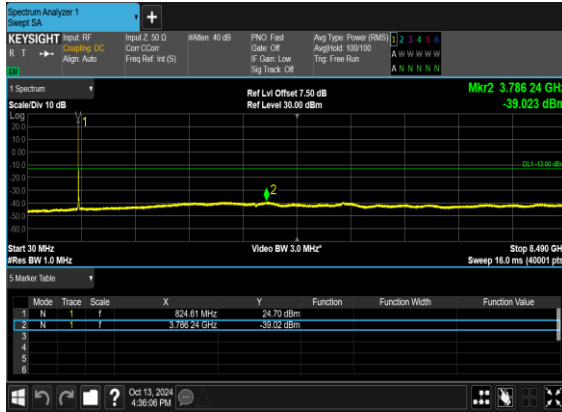 Spectrum Analyzer 1
Swept SA
+
KEYSIGHT Input: RF Input Z: 50 Ω #Atten: 40 dB PNO: Fast Avg Type: Power (RMS) 1 2 3 4 5 6
R T Coupling: DC Corr CCorr Gate: Off Avg|Hold: 100/100 A W W W W W
Align: Auto Freq Ref: Int (S) IF Gain: Low Trig: Free Run
Sig Track: Off A N N N N N
1 Spectrum Ref Lvl Offset 7.50 dB Mkr2 3.786 24 GHz
Scale/Div 10 dB Ref Level 30.00 dBm -39.023 dBm
Log
1
20.0
10.0
0.00
-10.0
DL1 -13.00 dBm
-20.0
-30.0
2
-40.0
-50.0
-60.0
Start 30 MHz Video BW 3.0 MHz* Stop 8.490 GHz
#Res BW 1.0 MHz Sweep 16.0 ms (40001 pts)
5 Marker Table
Mode Trace Scale X Y Function Function Width Function Value
1 N 1 f 824.61 MHz 24.70 dBm
2 N 1 f 3.786 24 GHz -39.02 dBm
3
4
5
6
? Oct 13, 2024
4:36:06 PM